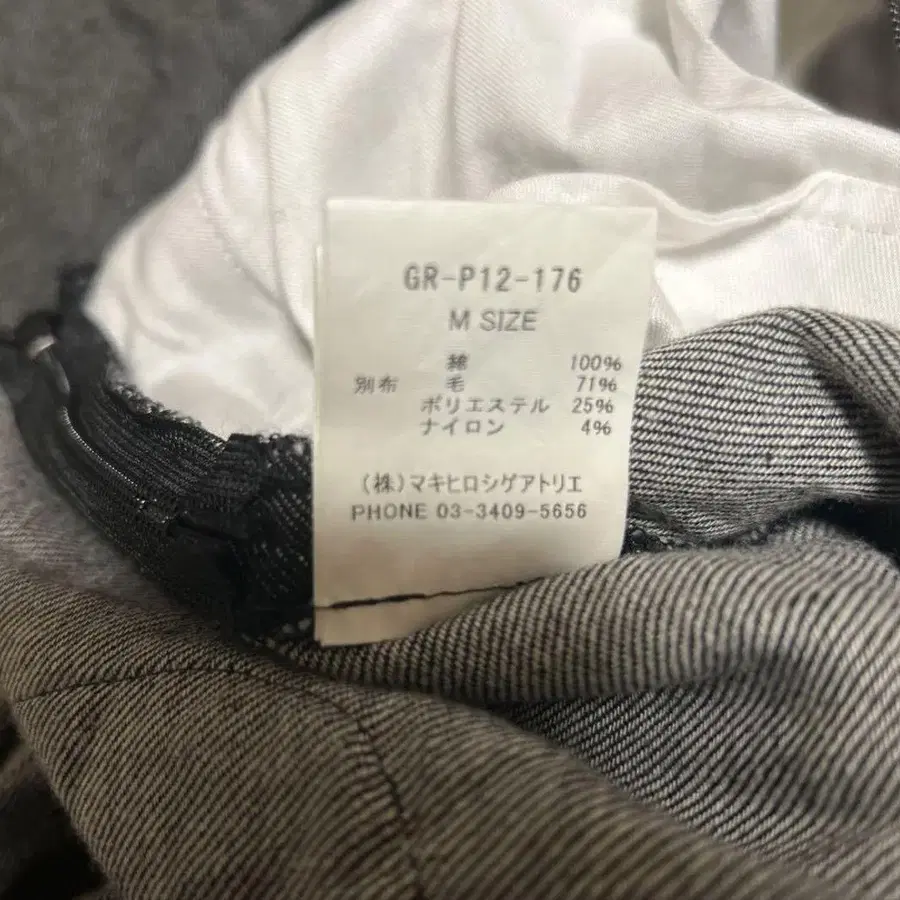 GR-P12-176
M SIZE
綿 100%
別布 毛 71%
ポリエステル 25%
ナイロン 4%
(株)マキヒロシゲアトリエ
PHONE 03-3409-5656